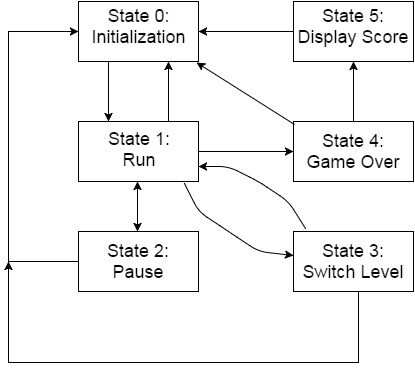 State 0:
Initialization
State 5:
Display Score
State 1:
Run
State 4:
Game Over
State 2:
Pause
State 3:
Switch Level